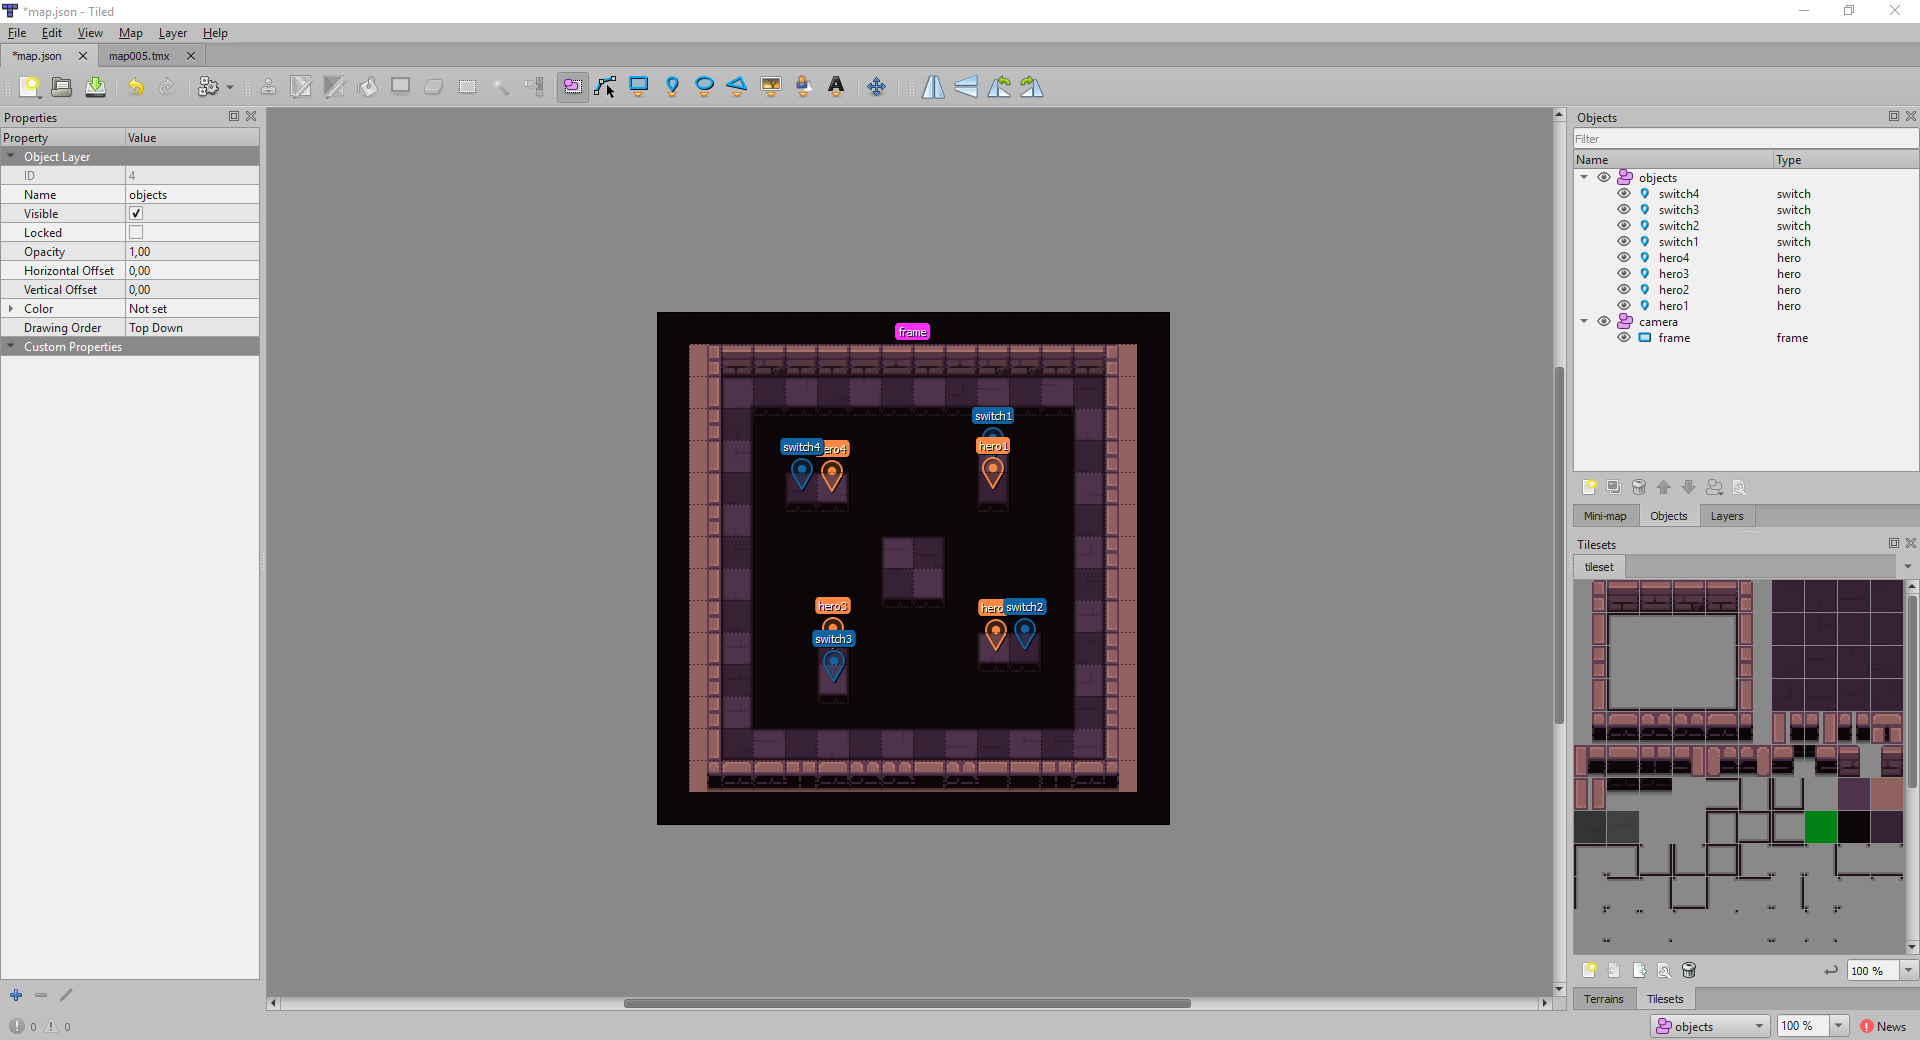 *map.json - Tiled
File Edit View Map Layer Help
*map.json map005.tmx
Properties
Property Value
Object Layer
ID 4
Name objects
Visible
Locked
Opacity 1,00
Horizontal Offset 0,00
Vertical Offset 0,00
Color Not set
Drawing Order Top Down
Custom Properties
0 0
frame
switch1
switch4 ero4 hero1
hero3 hero switch2
switch3
Objects
Filter
Name Type
objects
switch4 switch
switch3 switch
switch2 switch
switch1 switch
hero4 hero
hero3 hero
hero2 hero
hero1 hero
camera
frame frame
Mini-map Objects Layers
Tilesets
tileset
100 %
Terrains Tilesets
objects 100 % News